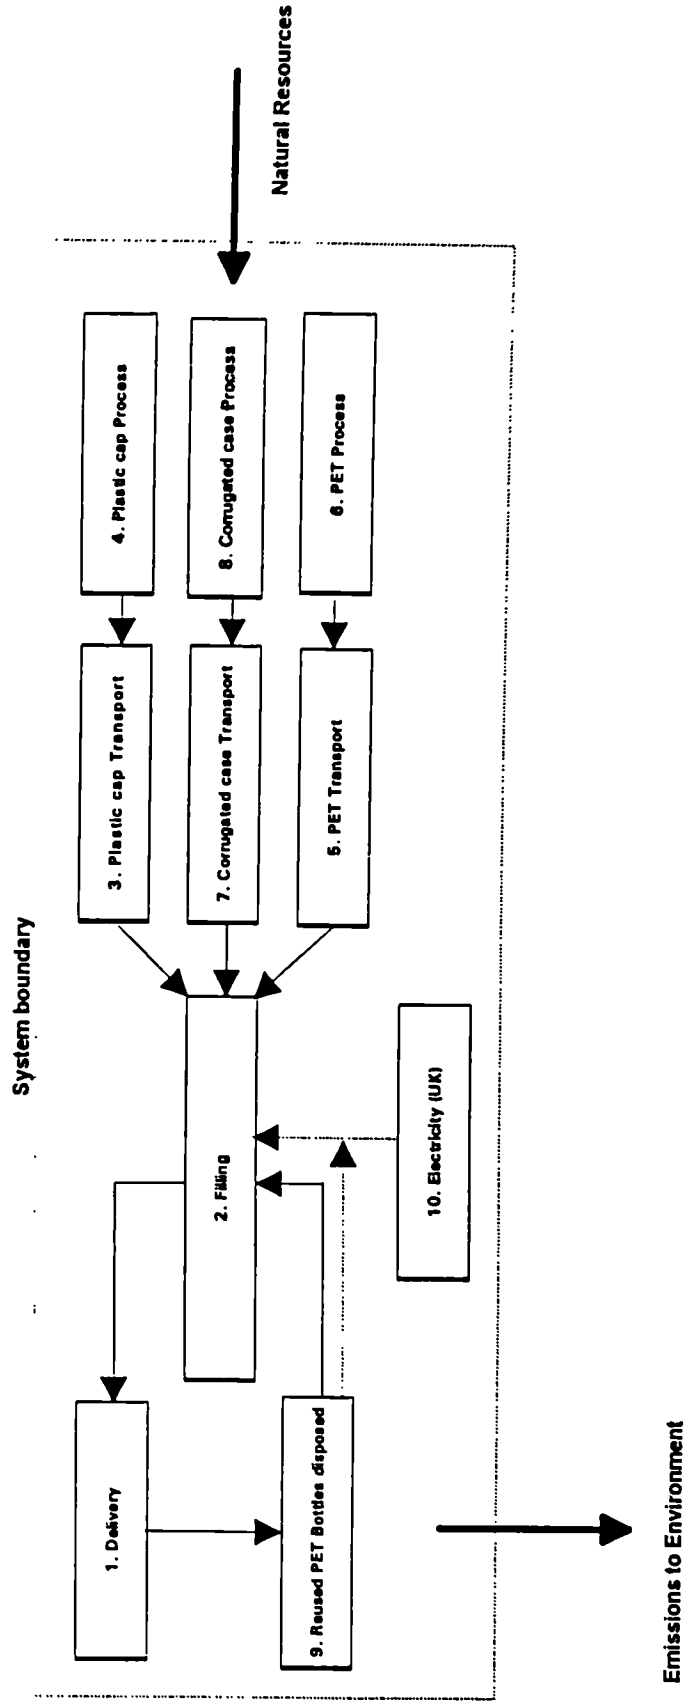 System boundary
Natural Resources
4. Plastic cap Process
8. Corrugated case Process
6. PET Process
3. Plastic cap Transport
7. Corrugated case Transport
5. PET Transport
2. Filling
10. Electricity (UK)
1. Delivery
9. Reused PET Bottles disposed
Emissions to Environment